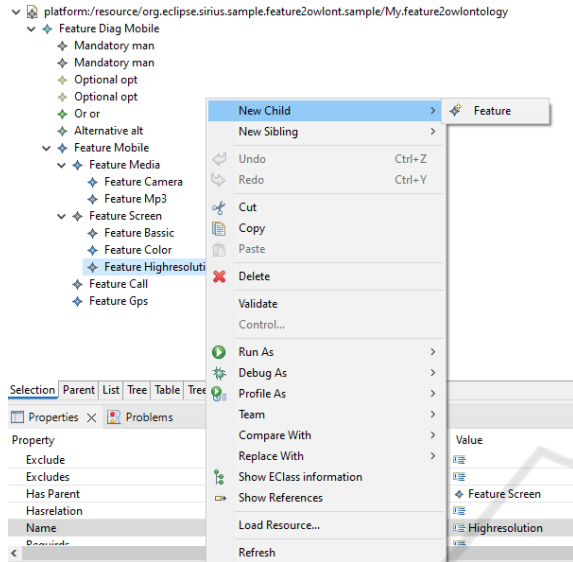 platform:/resource/org.eclipse.sirius.sample.feature2owlont.sample/My.feature2owlontology
Feature Diag Mobile
Mandatory man
Mandatory man
Optional opt
Optional opt
Or or
Alternative alt
Feature Mobile
Feature Media
Feature Camera
Feature Mp3
Feature Screen
Feature Bassic
Feature Color
Feature Highresoluti
Feature Call
Feature Gps
New Child > Feature
New Sibling >
Undo Ctrl+Z
Redo Ctrl+Y
Cut
Copy
Paste
Delete
Validate
Control...
Run As >
Debug As >
Profile As >
Team >
Compare With >
Replace With >
Show EClass information
Show References
Load Resource...
Refresh
Selection Parent List Tree Table Tree
Properties Problems
Property Value
Exclude
Excludes
Has Parent Feature Screen
Hasrelation
Name Highresolution
Requirds